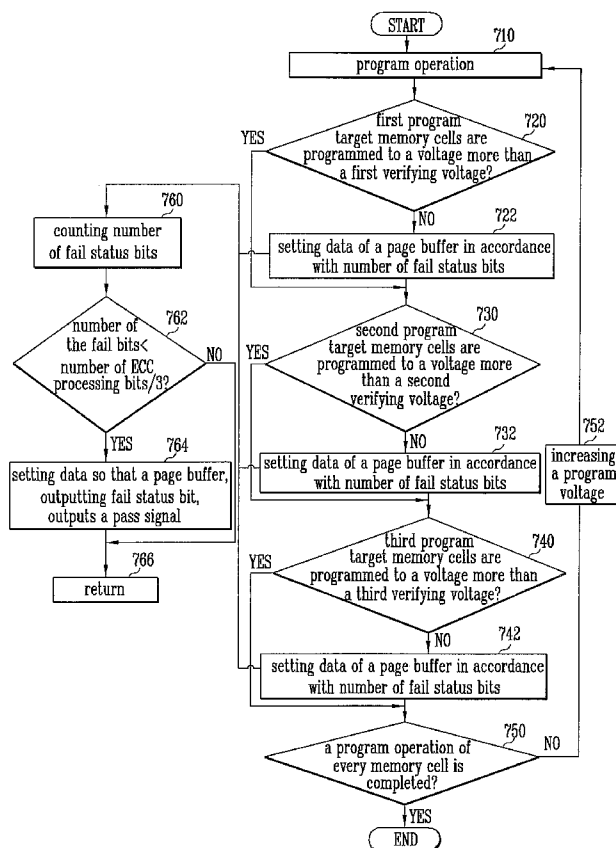 START
710
program operation
720
first program
target memory cells are
programmed to a voltage more than
a first verifying voltage?
YES
NO
722
setting data of a page buffer in accordance
with number of fail status bits
730
second program
target memory cells are
programmed to a voltage more
than a second
verifying voltage?
YES
NO
732
setting data of a page buffer in accordance
with number of fail status bits
740
third program
target memory cells are
programmed to a voltage more than
a third verifying voltage?
YES
NO
742
setting data of a page buffer in accordance
with number of fail status bits
750
a program operation of
every memory cell is
completed?
NO
YES
END
752
increasing
a program
voltage
760
counting number
of fail status bits
762
number of
the fail bits<
number of ECC
processing bits/3?
NO
YES
764
setting data so that a page buffer,
outputting fail status bit,
outputs a pass signal
766
return